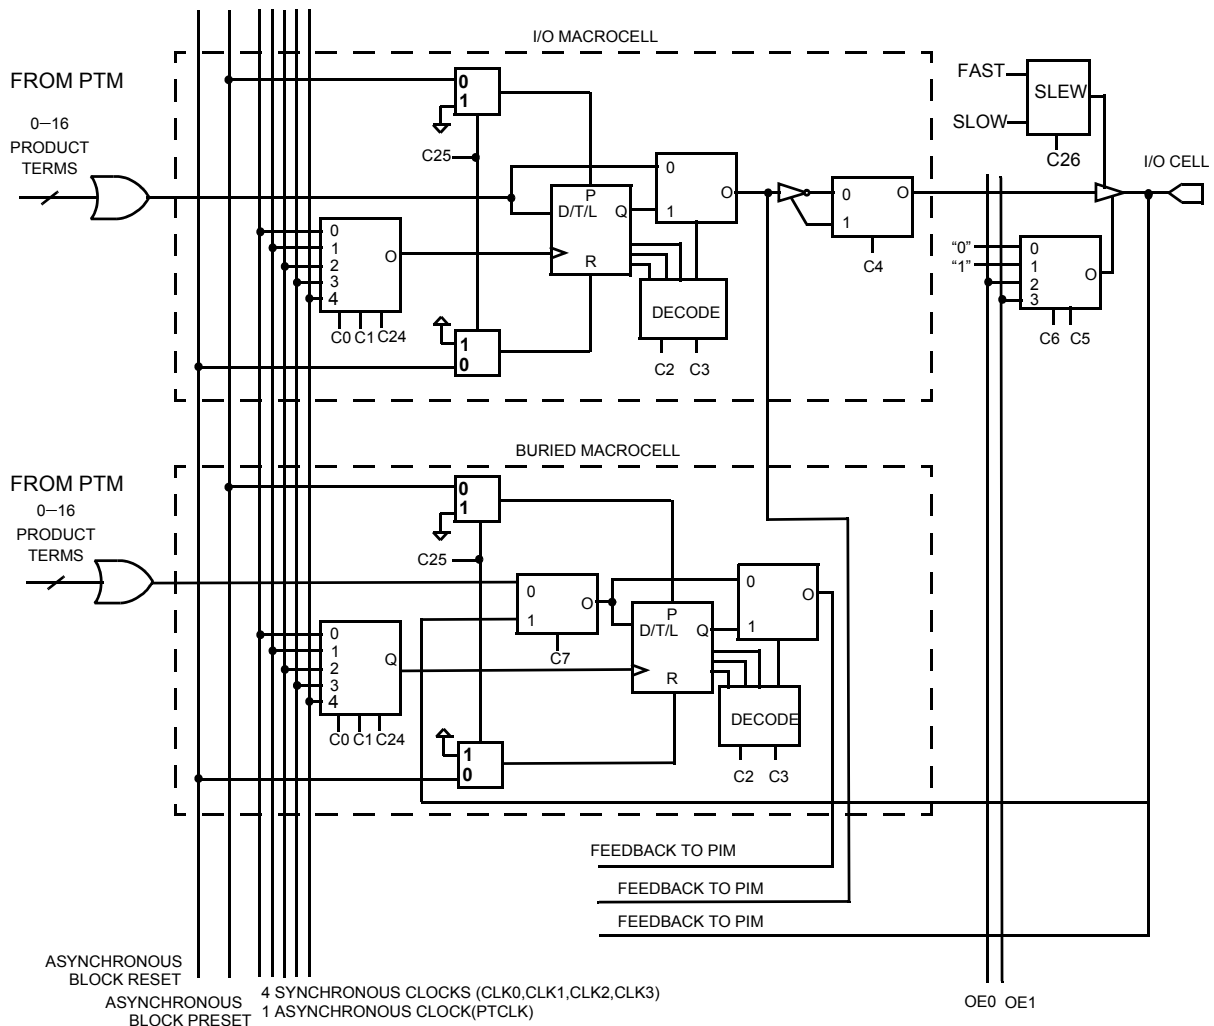 I/O MACROCELL
FROM PTM
0−16
PRODUCT
TERMS
0
1
C25
FAST
SLOW
SLEW
C26
I/O CELL
0
1
O
P
D/T/L Q
R
0
1
2
3
4
O
C0 C1 C24
DECODE
C2 C3
1
0
0
1
O
C4
“0”
“1”
0
1
2
3
O
C6 C5
BURIED MACROCELL
FROM PTM
0−16
PRODUCT
TERMS
0
1
C25
0
1
O
C7
0
1
O
P
D/T/L Q
R
0
1
2
3
4
Q
C0 C1 C24
DECODE
C2 C3
1
0
FEEDBACK TO PIM
FEEDBACK TO PIM
FEEDBACK TO PIM
ASYNCHRONOUS
BLOCK RESET
ASYNCHRONOUS
BLOCK PRESET
4 SYNCHRONOUS CLOCKS (CLK0,CLK1,CLK2,CLK3)
1 ASYNCHRONOUS CLOCK(PTCLK)
OE0 OE1